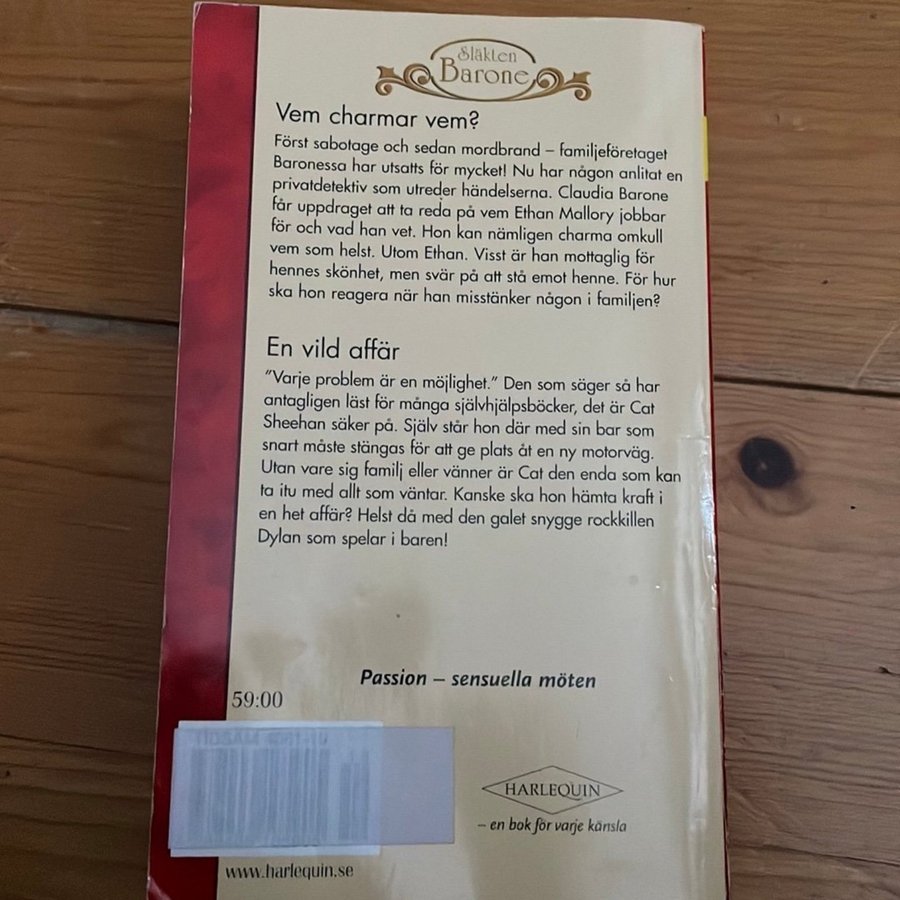 Släkten
Barone
Vem charmar vem?
Först sabotage och sedan mordbrand – familjeföretaget
Baronessa har utsatts för mycket! Nu har någon anlitat en
privatdetektiv som utreder händelserna. Claudia Barone
får uppdraget att ta reda på vem Ethan Mallory jobbar
för och vad han vet. Hon kan nämligen charma omkull
vem som helst. Utom Ethan. Visst är han mottaglig för
hennes skönhet, men svär på att stå emot henne. För hur
ska hon reagera när han misstänker någon i familjen?
En vild affär
”Varje problem är en möjlighet.” Den som säger så har
antagligen läst för många självhjälpsböcker, det är Cat
Sheehan säker på. Själv står hon där med sin bar som
snart måste stängas för att ge plats åt en ny motorväg.
Utan vare sig familj eller vänner är Cat den enda som kan
ta itu med allt som väntar. Kanske ska hon hämta kraft i
en het affär? Helst då med den galet snygge rockkillen
Dylan som spelar i baren!
Passion – sensuella möten
59:00
HARLEQUIN
– en bok för varje känsla
www.harlequin.se